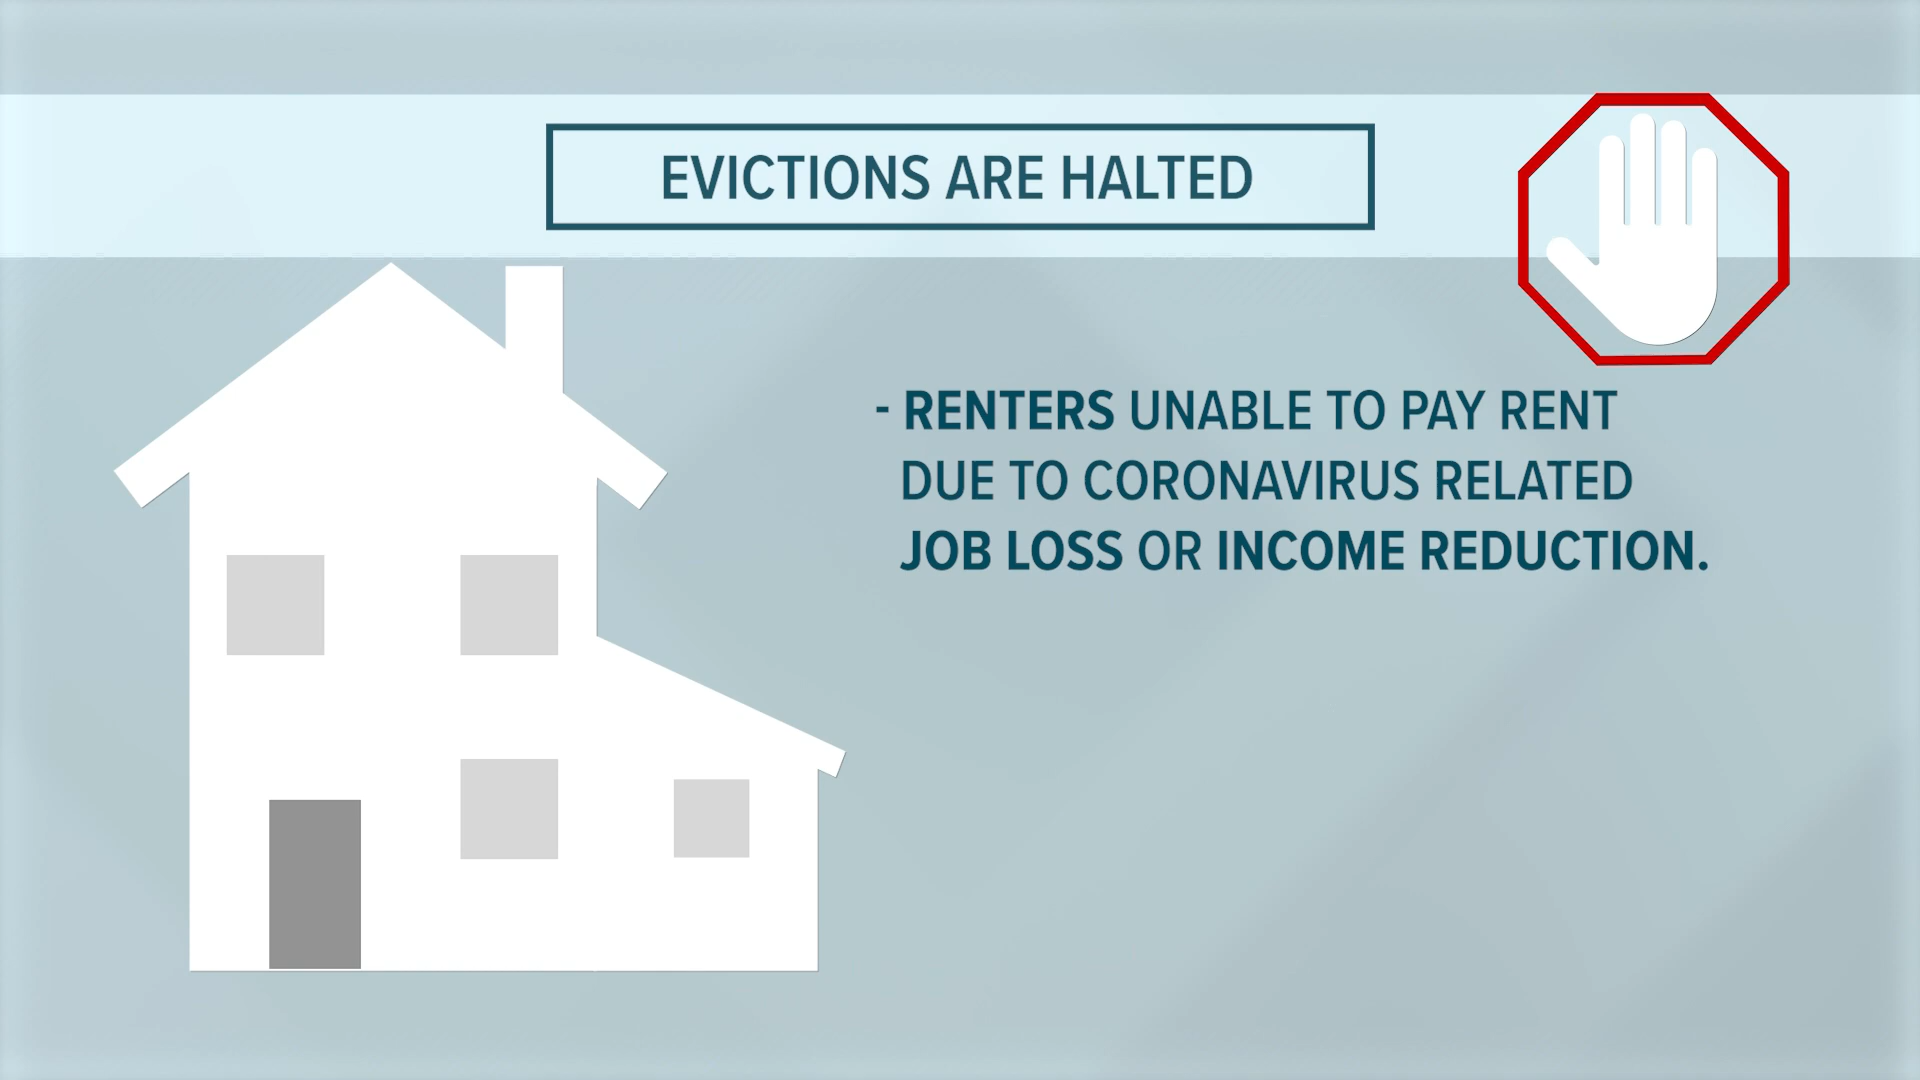 EVICTIONS ARE HALTED
- RENTERS UNABLE TO PAY RENT
DUE TO CORONAVIRUS RELATED
JOB LOSS OR INCOME REDUCTION.